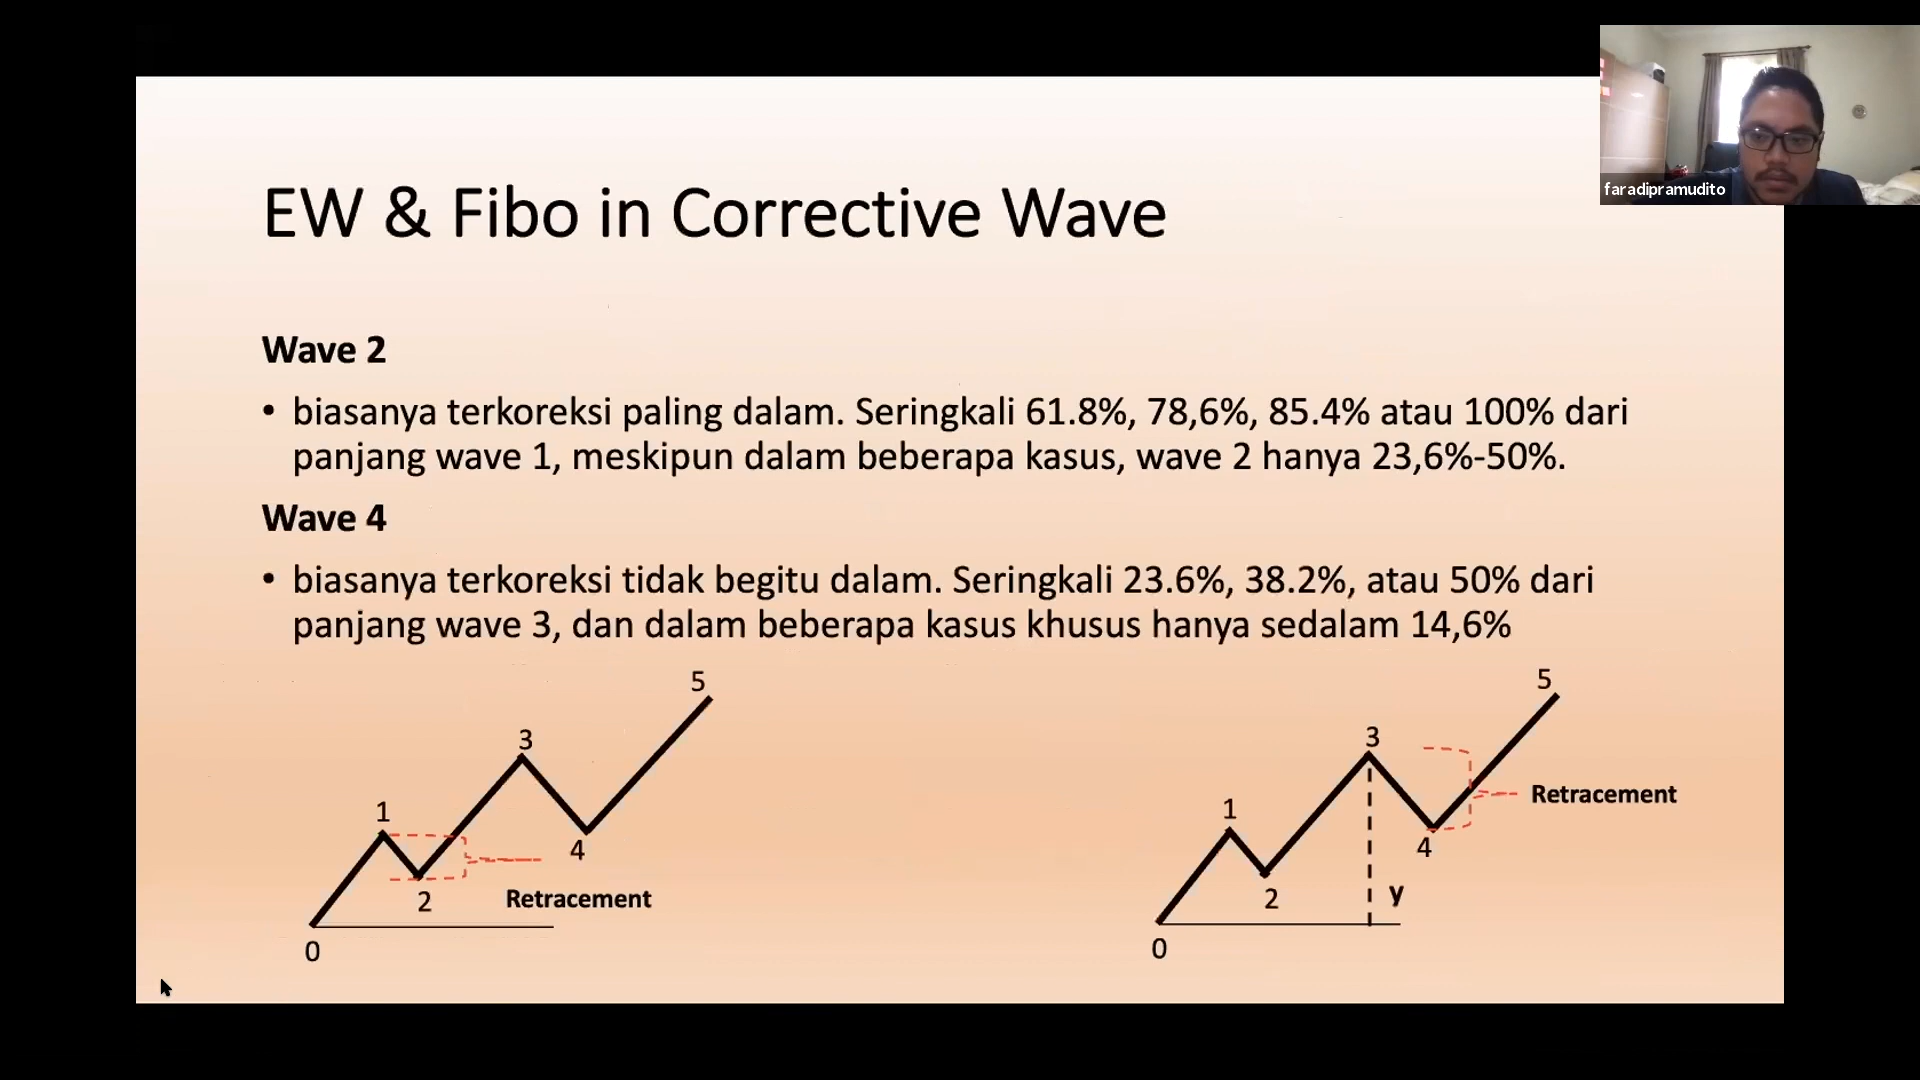 faradipramudito
EW & Fibo in Corrective Wave
Wave 2
• biasanya terkoreksi paling dalam. Seringkali 61.8%, 78,6%, 85.4% atau 100% dari
panjang wave 1, meskipun dalam beberapa kasus, wave 2 hanya 23,6%-50%.
Wave 4
• biasanya terkoreksi tidak begitu dalam. Seringkali 23.6%, 38.2%, atau 50% dari
panjang wave 3, dan dalam beberapa kasus khusus hanya sedalam 14,6%
5
3
1
4
2
Retracement
0
5
3
Retracement
1
4
y
2
0